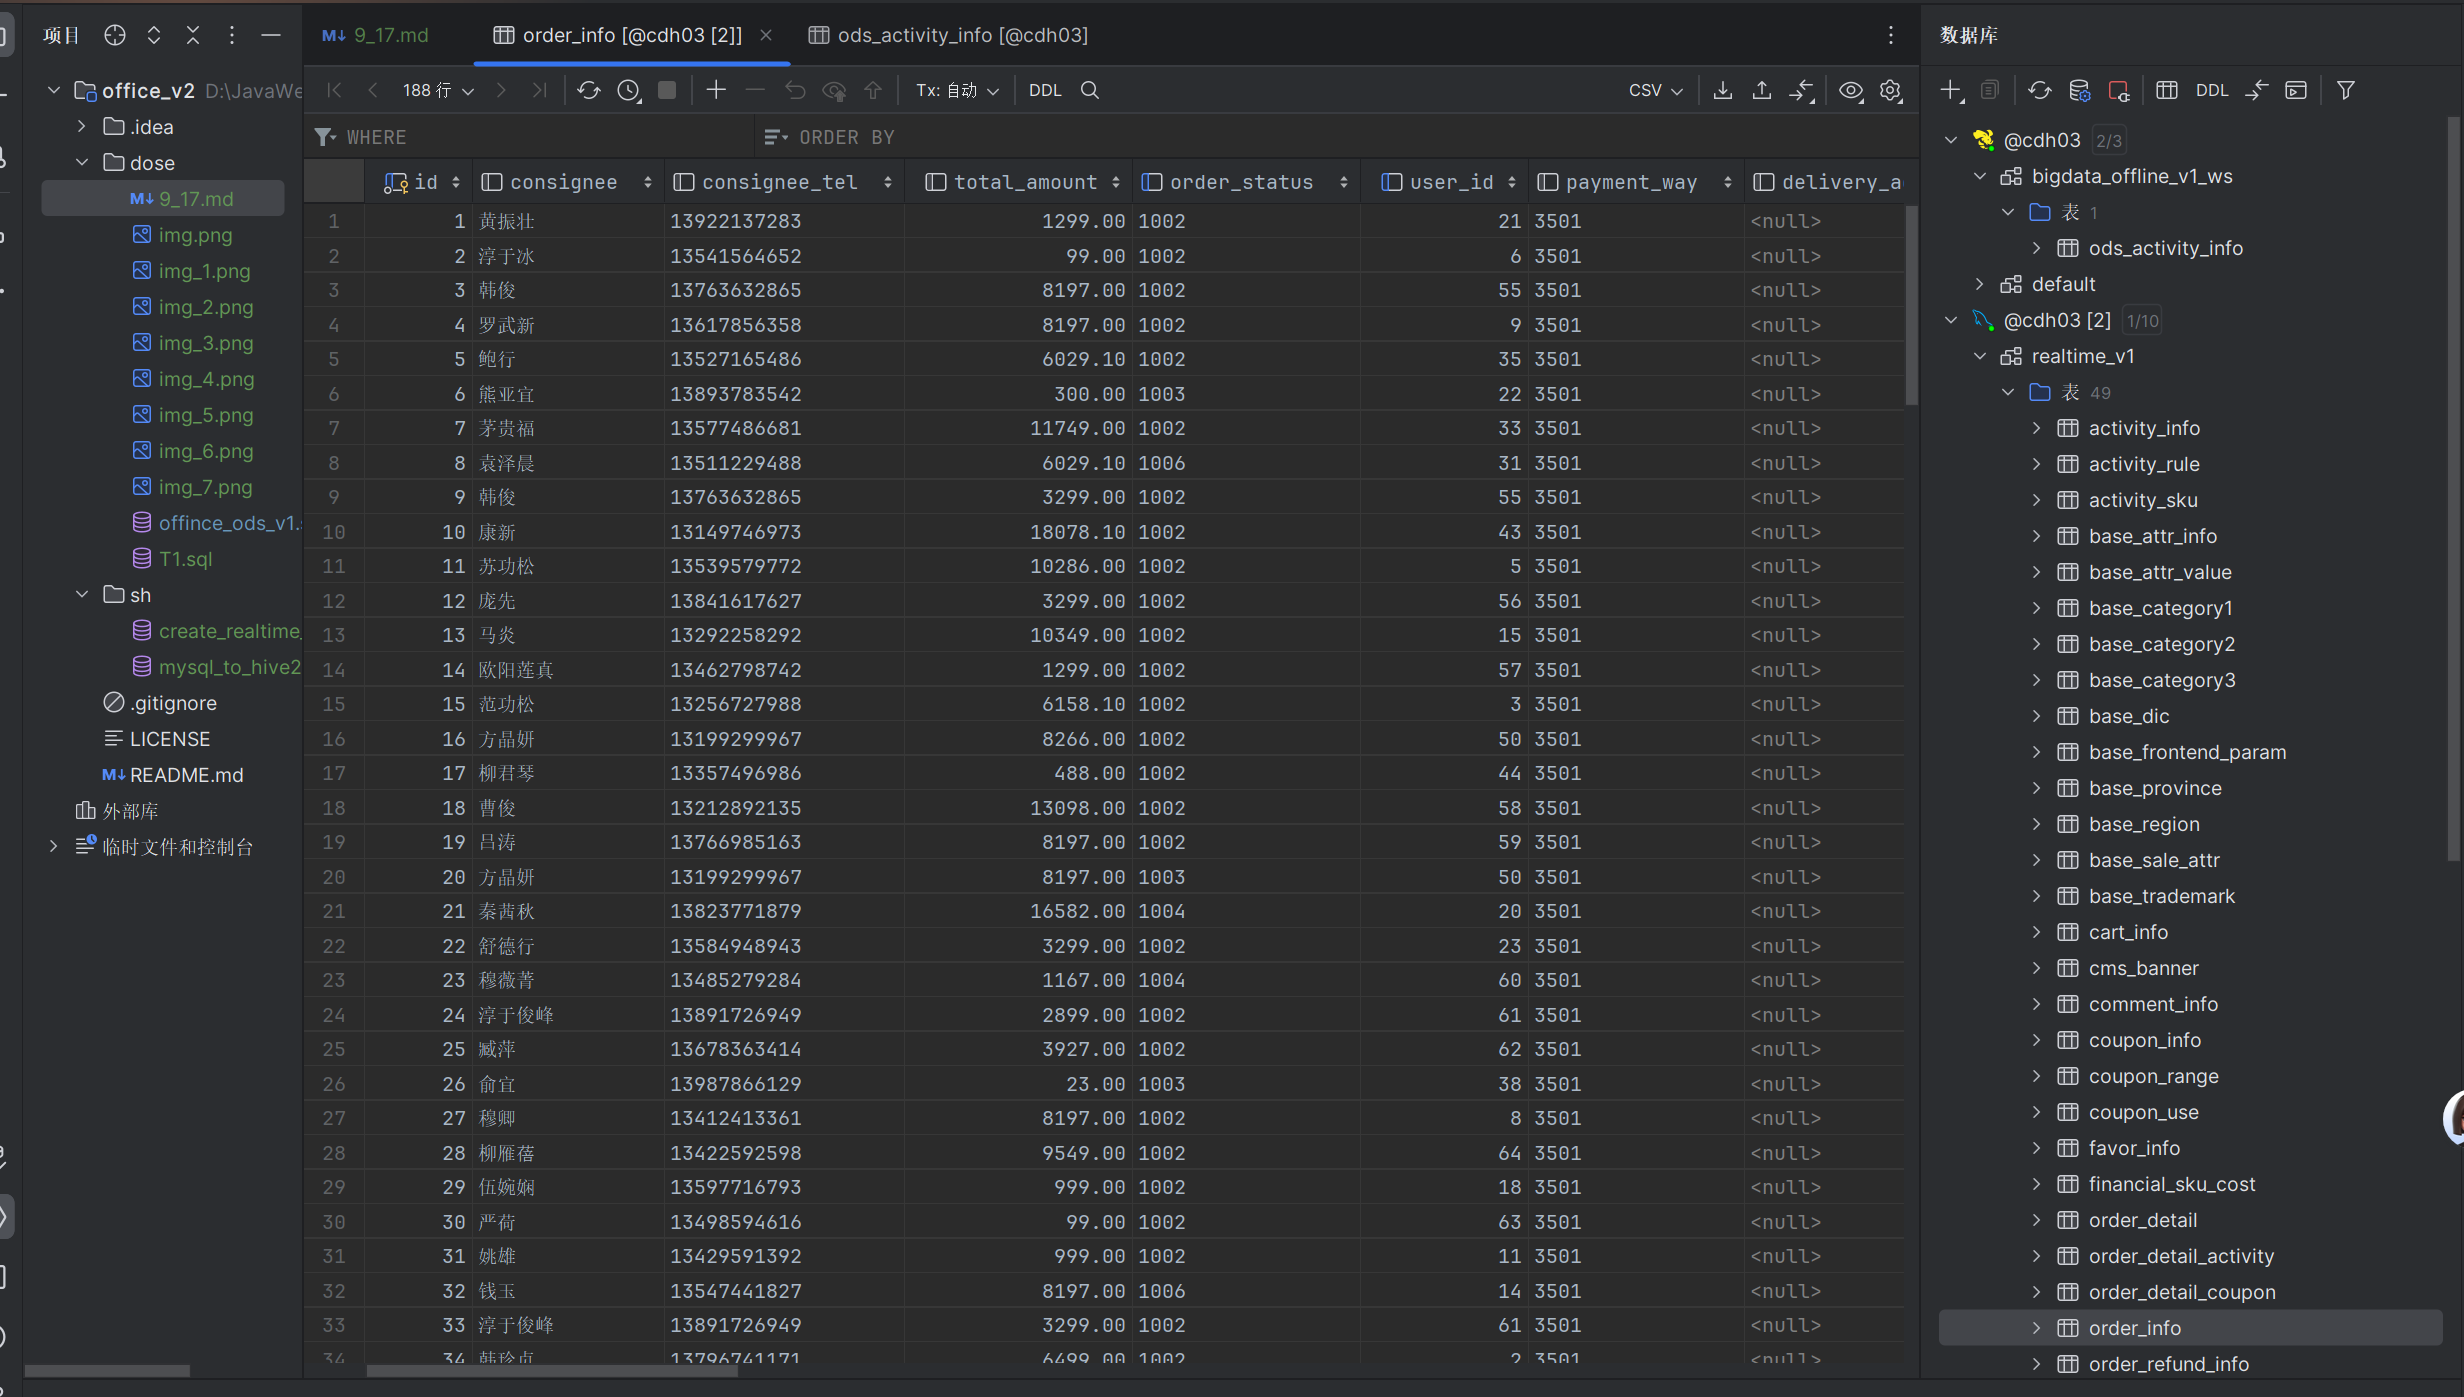 项目
office_v2 D:\JavaWe
.idea
dose
M↓ 9_17.md
img.png
img_1.png
img_2.png
img_3.png
img_4.png
img_5.png
img_6.png
img_7.png
offince_ods_v1.
T1.sql
sh
create_realtime_
mysql_to_hive2
.gitignore
LICENSE
M↓ README.md
外部库
临时文件和控制台
M↓ 9_17.md order_info [@cdh03 [2]] ods_activity_info [@cdh03]
188 行 Tx: 自动 DDL CSV
WHERE ORDER BY
id consignee consignee_tel total_amount order_status user_id payment_way delivery_a
1 1 黄振壮 13922137283 1299.00 1002 21 3501 <null>
2 2 淳于冰 13541564652 99.00 1002 6 3501 <null>
3 3 韩俊 13763632865 8197.00 1002 55 3501 <null>
4 4 罗武新 13617856358 8197.00 1002 9 3501 <null>
5 5 鲍行 13527165486 6029.10 1002 35 3501 <null>
6 6 熊亚宜 13893783542 300.00 1003 22 3501 <null>
7 7 茅贵福 13577486681 11749.00 1002 33 3501 <null>
8 8 袁泽晨 13511229488 6029.10 1006 31 3501 <null>
9 9 韩俊 13763632865 3299.00 1002 55 3501 <null>
10 10 康新 13149746973 18078.10 1002 43 3501 <null>
11 11 苏功松 13539579772 10286.00 1002 5 3501 <null>
12 12 庞先 13841617627 3299.00 1002 56 3501 <null>
13 13 马炎 13292258292 10349.00 1002 15 3501 <null>
14 14 欧阳莲真 13462798742 1299.00 1002 57 3501 <null>
15 15 范功松 13256727988 6158.10 1002 3 3501 <null>
16 16 方晶妍 13199299967 8266.00 1002 50 3501 <null>
17 17 柳君琴 13357496986 488.00 1002 44 3501 <null>
18 18 曹俊 13212892135 13098.00 1002 58 3501 <null>
19 19 吕涛 13766985163 8197.00 1002 59 3501 <null>
20 20 方晶妍 13199299967 8197.00 1003 50 3501 <null>
21 21 秦茜秋 13823771879 16582.00 1004 20 3501 <null>
22 22 舒德行 13584948943 3299.00 1002 23 3501 <null>
23 23 穆薇菁 13485279284 1167.00 1004 60 3501 <null>
24 24 淳于俊峰 13891726949 2899.00 1002 61 3501 <null>
25 25 臧萍 13678363414 3927.00 1002 62 3501 <null>
26 26 俞宜 13987866129 23.00 1003 38 3501 <null>
27 27 穆卿 13412413361 8197.00 1002 8 3501 <null>
28 28 柳雁蓓 13422592598 9549.00 1002 64 3501 <null>
29 29 伍婉娴 13597716793 999.00 1002 18 3501 <null>
30 30 严荷 13498594616 99.00 1002 63 3501 <null>
31 31 姚雄 13429591392 999.00 1002 11 3501 <null>
32 32 钱玉 13547441827 8197.00 1006 14 3501 <null>
33 33 淳于俊峰 13891726949 3299.00 1002 61 3501 <null>
34 34 韩珍贞 13796741171 6499.00 1002 2 3501 <null>
数据库
DDL
@cdh03 2/3
bigdata_offline_v1_ws
表 1
ods_activity_info
default
@cdh03 [2] 1/10
realtime_v1
表 49
activity_info
activity_rule
activity_sku
base_attr_info
base_attr_value
base_category1
base_category2
base_category3
base_dic
base_frontend_param
base_province
base_region
base_sale_attr
base_trademark
cart_info
cms_banner
comment_info
coupon_info
coupon_range
coupon_use
favor_info
financial_sku_cost
order_detail
order_detail_activity
order_detail_coupon
order_info
order_refund_info